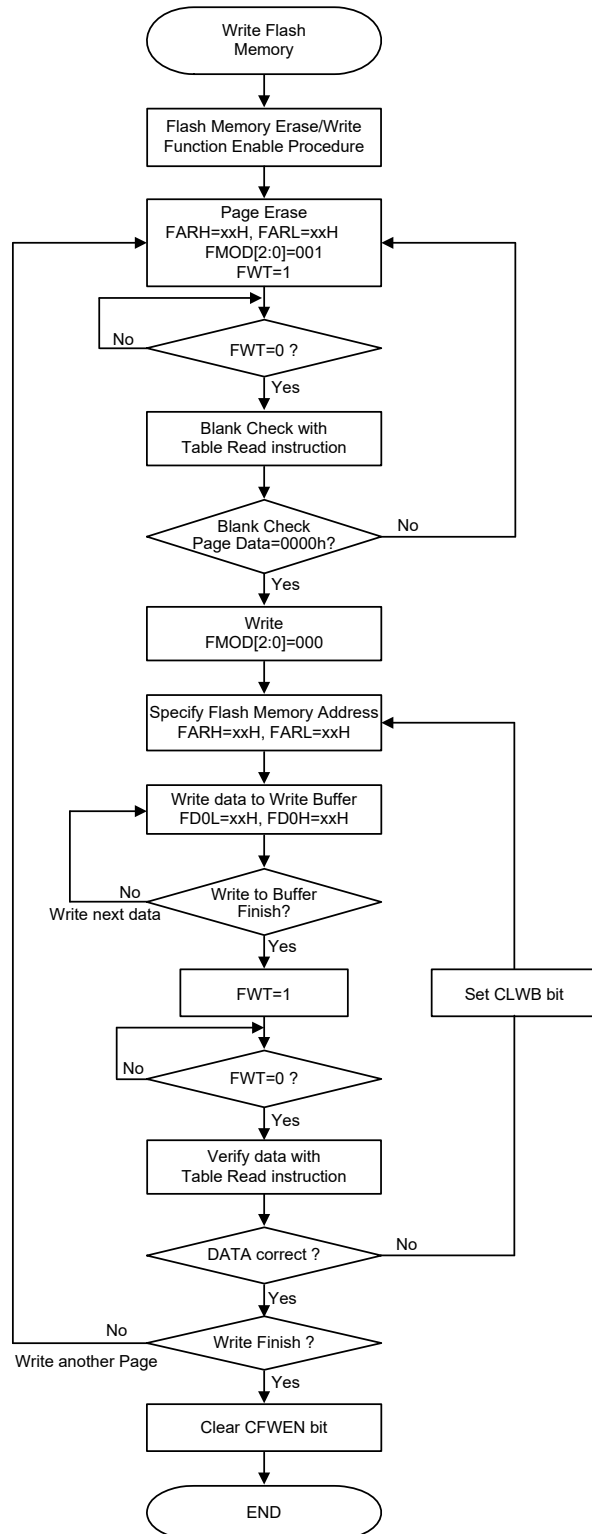 Write Flash
Memory
Flash Memory Erase/Write
Function Enable Procedure
Page Erase
FARH=xxH, FARL=xxH
FMOD[2:0]=001
FWT=1
No
FWT=0 ?
Yes
Blank Check with
Table Read instruction
Blank Check
Page Data=0000h?
No
Yes
Write
FMOD[2:0]=000
Specify Flash Memory Address
FARH=xxH, FARL=xxH
Write data to Write Buffer
FD0L=xxH, FD0H=xxH
No
Write next data
Write to Buffer
Finish?
Yes
FWT=1
Set CLWB bit
No
FWT=0 ?
Yes
Verify data with
Table Read instruction
DATA correct ?
No
Yes
No
Write another Page
Write Finish ?
Yes
Clear CFWEN bit
END